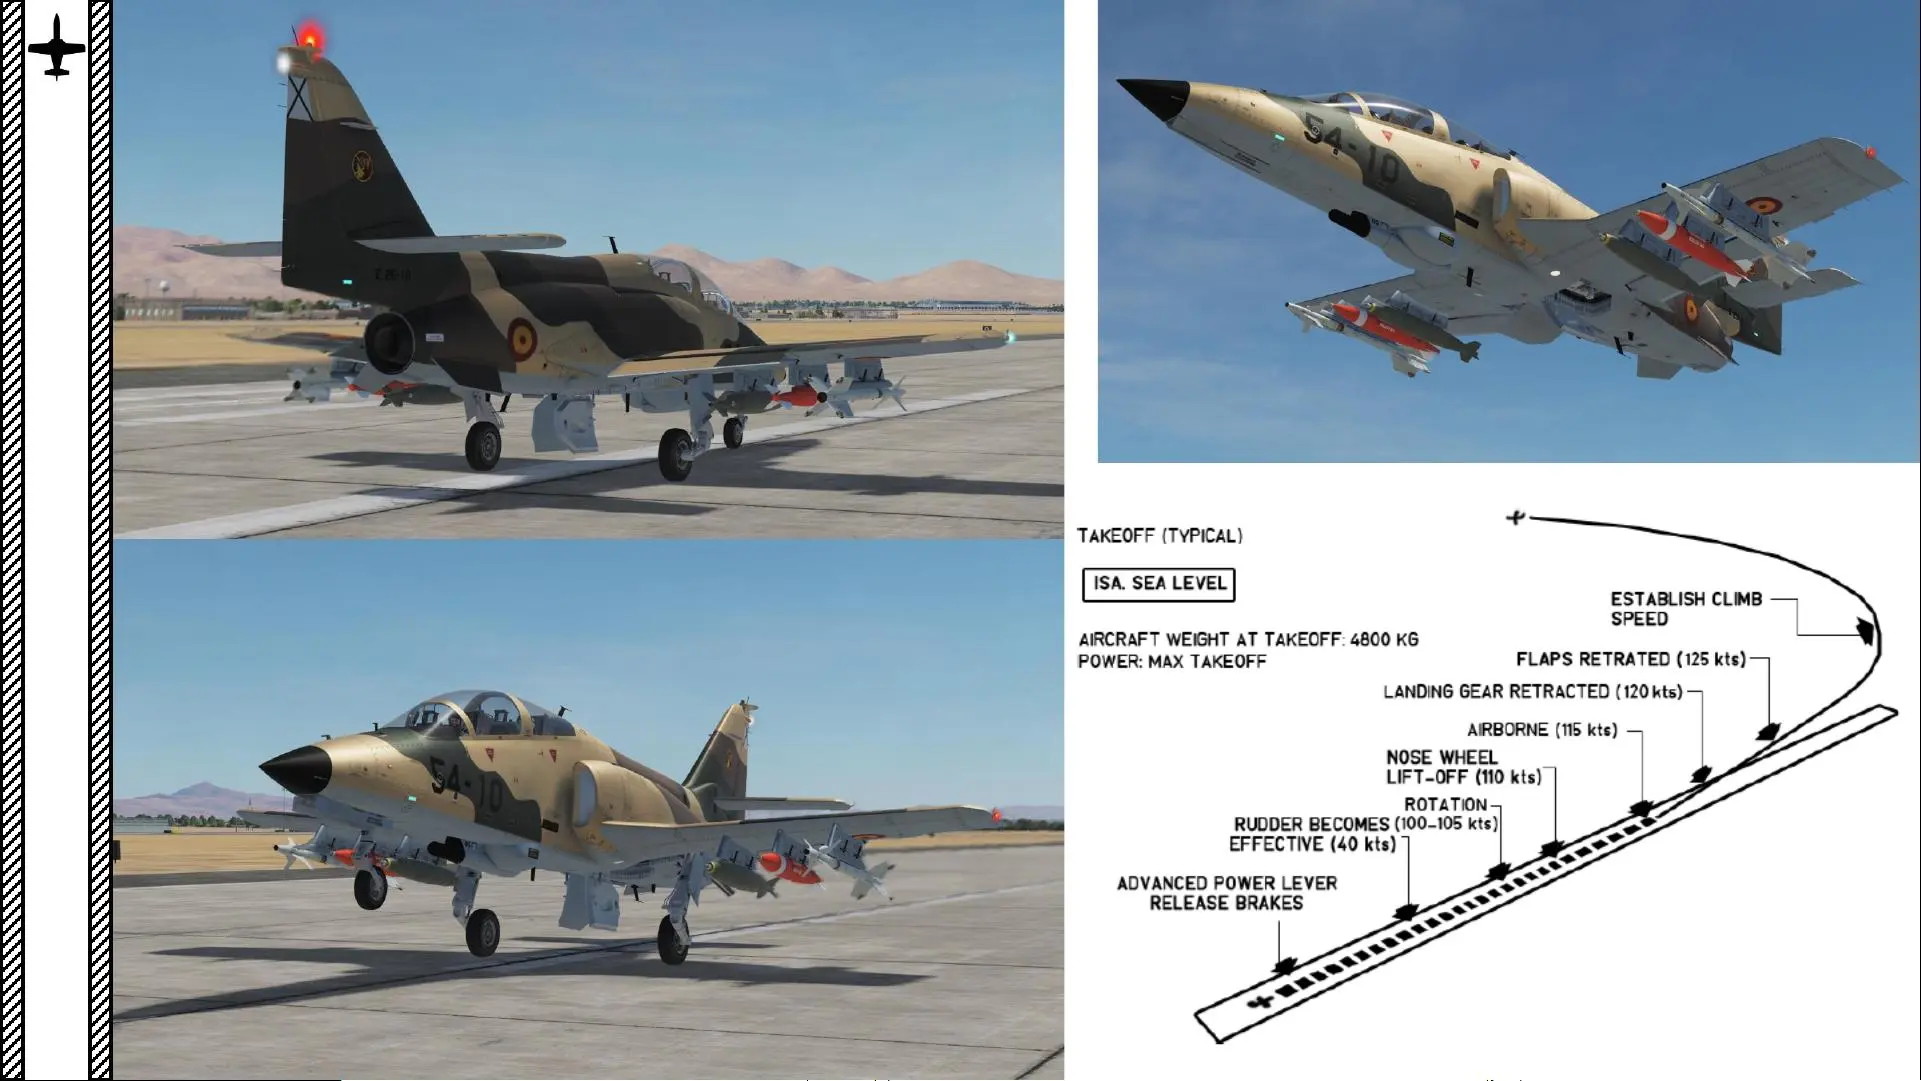 54-10
54-10
TAKEOFF (TYPICAL)
ISA. SEA LEVEL
AIRCRAFT WEIGHT AT TAKEOFF: 4800 KG
POWER: MAX TAKEOFF
ESTABLISH CLIMB
SPEED
FLAPS RETRATED (125 kts)
LANDING GEAR RETRACTED (120 kts)
AIRBORNE (115 kts)
NOSE WHEEL
LIFT-OFF (110 kts)
ROTATION
(100-105 kts)
RUDDER BECOMES
EFFECTIVE (40 kts)
ADVANCED POWER LEVER
RELEASE BRAKES